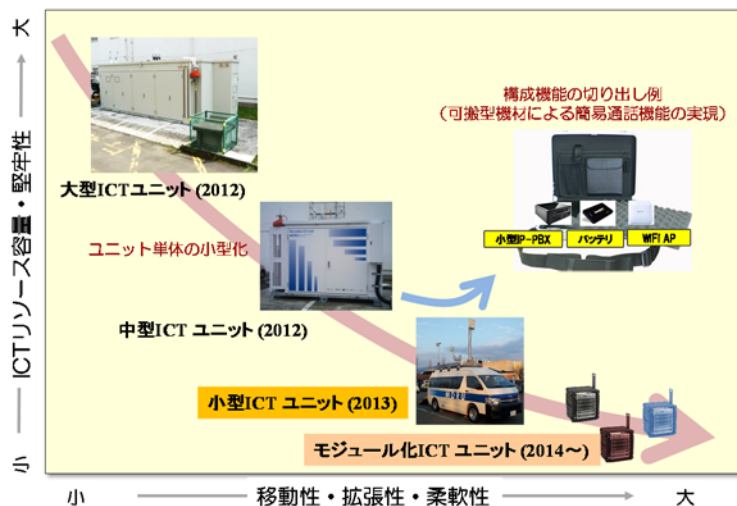 大
ICTリソース容量・堅牢性
小
構成機能の切り出し例
（可搬型機材による簡易通話機能の実現）
大型ICTユニット (2012)
小型IP-PBX
バッテリ
WiFi AP
ユニット単体の小型化
中型ICT ユニット (2012)
小型ICT ユニット (2013)
MDRU
モジュール化ICT ユニット (2014～)
小
移動性・拡張性・柔軟性
大